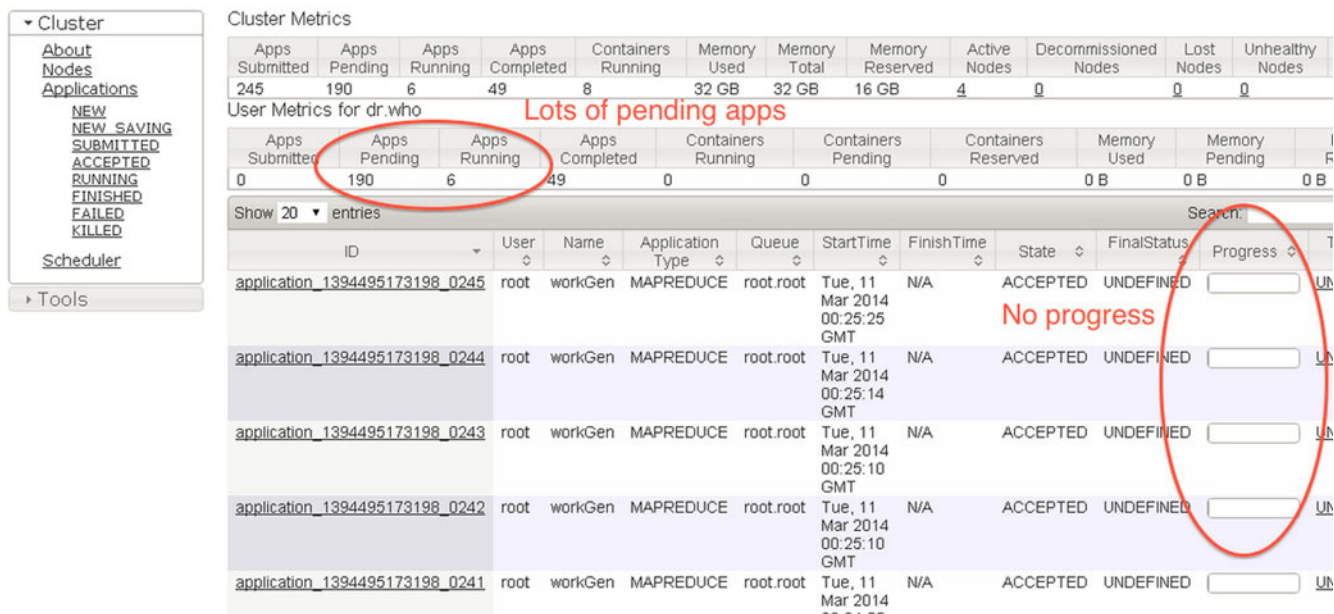 Cluster
About
Nodes
Applications
NEW
NEW_SAVING
SUBMITTED
ACCEPTED
RUNNING
FINISHED
FAILED
KILLED
Scheduler
Tools
Cluster Metrics
Apps Submitted Apps Pending Apps Running Apps Completed Containers Running Memory Used Memory Total Memory Reserved Active Nodes Decommissioned Nodes Lost Nodes Unhealthy Nodes
245 190 6 49 8 32 GB 32 GB 16 GB 4 0 0 0
User Metrics for dr.who
Lots of pending apps
Apps Submitted Apps Pending Apps Running Apps Completed Containers Running Containers Pending Containers Reserved Memory Used Memory Pending
0 190 6 49 0 0 0 0 B 0 B 0 B
Show 20 entries Search:
ID User Name Application Type Queue StartTime FinishTime State FinalStatus Progress
application_1394495173198_0245 root workGen MAPREDUCE root.root Tue, 11 N/A ACCEPTED UNDEFINED UN
Mar 2014
00:25:25
GMT
No progress
application_1394495173198_0244 root workGen MAPREDUCE root.root Tue, 11 N/A ACCEPTED UNDEFINED UN
Mar 2014
00:25:14
GMT
application_1394495173198_0243 root workGen MAPREDUCE root.root Tue, 11 N/A ACCEPTED UNDEFINED UN
Mar 2014
00:25:10
GMT
application_1394495173198_0242 root workGen MAPREDUCE root.root Tue, 11 N/A ACCEPTED UNDEFINED UN
Mar 2014
00:25:10
GMT
application_1394495173198_0241 root workGen MAPREDUCE root.root Tue, 11 N/A ACCEPTED UNDEFINED UN
Mar 2014